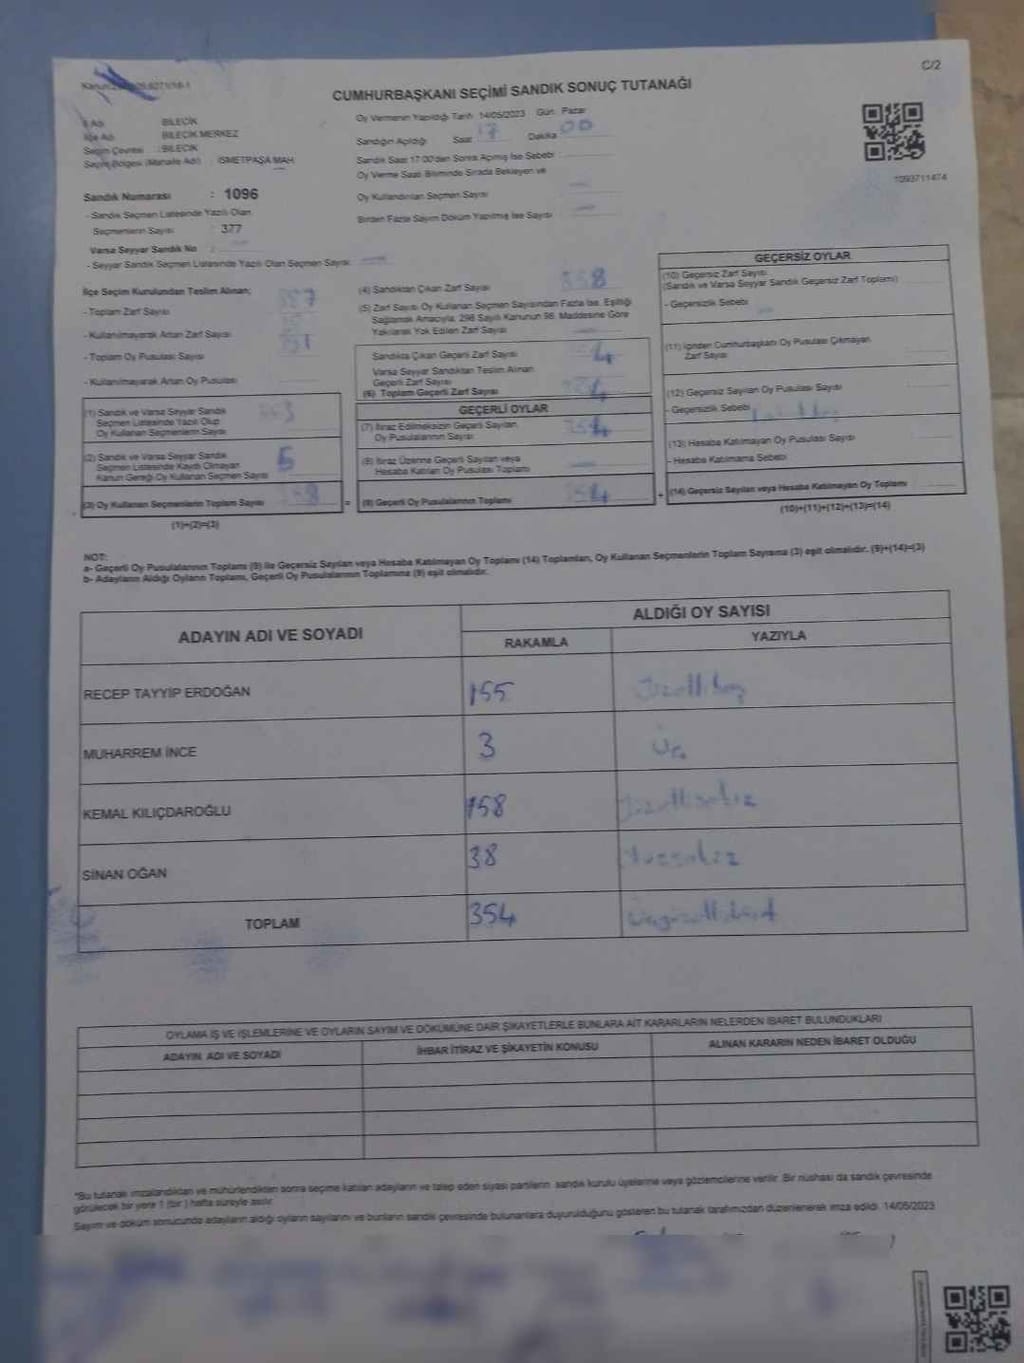 C/2
CUMHURBAŞKANI SEÇİMİ SANDIK SONUÇ TUTANAĞI
İl Adı : BİLECİK
İlçe Adı : BİLECİK MERKEZ
Seçim Çevresi : BİLECİK
Seçim Bölgesi (Mahalle Adı) : İSMETPAŞA MAH
Sandık Numarası : 1096
- Sandık Seçmen Listesinde Yazılı Olan
Seçmenlerin Sayısı : 377
Varsa Seyyar Sandık No :
- Seyyar Sandık Seçmen Listesinde Yazılı Olan Seçmen Sayısı
Oy Vermenin Yapıldığı Tarih 14/05/2023 Gün: Pazar
Sandığın Açıldığı Saat 17 Dakika 00
Sandık Saat 17:00'den Sonra Açılmış İse Sebebi
Oy Verme Saati Bitiminde Sırada Bekleyen ve
Oy Kullandırılan Seçmen Sayısı
Birden Fazla Sayım Döküm Yapılmış İse Sayısı
1093711474
İlçe Seçim Kurulundan Teslim Alınan;
- Toplam Zarf Sayısı
- Kullanılmayarak Artan Zarf Sayısı
- Toplam Oy Pusulası Sayısı
- Kullanılmayarak Artan Oy Pusulası
(1) Sandık ve Varsa Seyyar Sandık
Seçmen Listesinde Yazılı Olup
Oy Kullanan Seçmenlerin Sayısı
(2) Sandık ve Varsa Seyyar Sandık
Seçmen Listesinde Kayıtlı Olmayan
Kanun Gereği Oy Kullanan Seçmen Sayısı 5
(3) Oy Kullanan Seçmenlerin Toplam Sayısı =
(1)+(2)=(3)
(4) Sandıktan Çıkan Zarf Sayısı 358
(5) Zarf Sayısı Oy Kullanan Seçmen Sayısından Fazla İse, Eşitliği
Sağlamak Amacıyla, 298 Sayılı Kanunun 98. Maddesine Göre
Yakılarak Yok Edilen Zarf Sayısı
Sandıkta Çıkan Geçerli Zarf Sayısı
Varsa Seyyar Sandıktan Teslim Alınan
Geçerli Zarf Sayısı
(6) Toplam Geçerli Zarf Sayısı 354
GEÇERLİ OYLAR
(7) İtiraz Edilmeksizin Geçerli Sayılan
Oy Pusulalarının Sayısı 354
(8) İtiraz Üzerine Geçerli Sayılan veya
Hesaba Katılan Oy Pusulası Toplamı
(9) Geçerli Oy Pusulalarının Toplamı 354 +
GEÇERSİZ OYLAR
(10) Geçersiz Zarf Sayısı
(Sandık ve Varsa Seyyar Sandık Geçersiz Zarf Toplamı)
- Geçersizlik Sebebi
(11) İçinden Cumhurbaşkanı Oy Pusulası Çıkmayan
Zarf Sayısı
(12) Geçersiz Sayılan Oy Pusulası Sayısı
- Geçersizlik Sebebi
(13) Hesaba Katılmayan Oy Pusulası Sayısı
- Hesaba Katılmama Sebebi
(14) Geçersiz Sayılan veya Hesaba Katılmayan Oy Toplamı
(10)+(11)+(12)+(13)=(14)
NOT:
a- Geçerli Oy Pusulalarının Toplamı (9) ile Geçersiz Sayılan veya Hesaba Katılmayan Oy Toplamı (14) Toplamları, Oy Kullanan Seçmenlerin Toplam Sayısına (3) eşit olmalıdır. (9)+(14)=(3)
b- Adayların Aldığı Oyların Toplamı, Geçerli Oy Pusulalarının Toplamına (9) eşit olmalıdır.
ADAYIN ADI VE SOYADI ALDIĞI OY SAYISI
RAKAMLA YAZIYLA
RECEP TAYYİP ERDOĞAN 155
MUHARREM İNCE 3 Üç
KEMAL KILIÇDAROĞLU 158
SİNAN OĞAN 38
TOPLAM 354
OYLAMA İŞ VE İŞLEMLERİNE VE OYLARIN SAYIM VE DÖKÜMÜNE DAİR ŞİKAYETLERLE BUNLARA AİT KARARLARIN NELERDEN İBARET BULUNDUKLARI
ADAYIN ADI VE SOYADI İHBAR İTİRAZ VE ŞİKAYETİN KONUSU ALINAN KARARIN NEDEN İBARET OLDUĞU
*Bu tutanak imzalandıktan ve mühürlendikten sonra seçime katılan adayların ve talep eden siyasi partilerin sandık kurulu üyelerine veya gözlemcilerine verilir. Bir nüshası da sandık çevresinde
görülecek bir yere 1 (bir) hafta süreyle asılır.
Sayım ve döküm sonucunda adayların aldığı oyların sayılarını ve bunların sandık çevresinde bulunanlara duyurulduğunu gösteren bu tutanak tarafımızdan düzenlenerek imza edildi. 14/05/2023